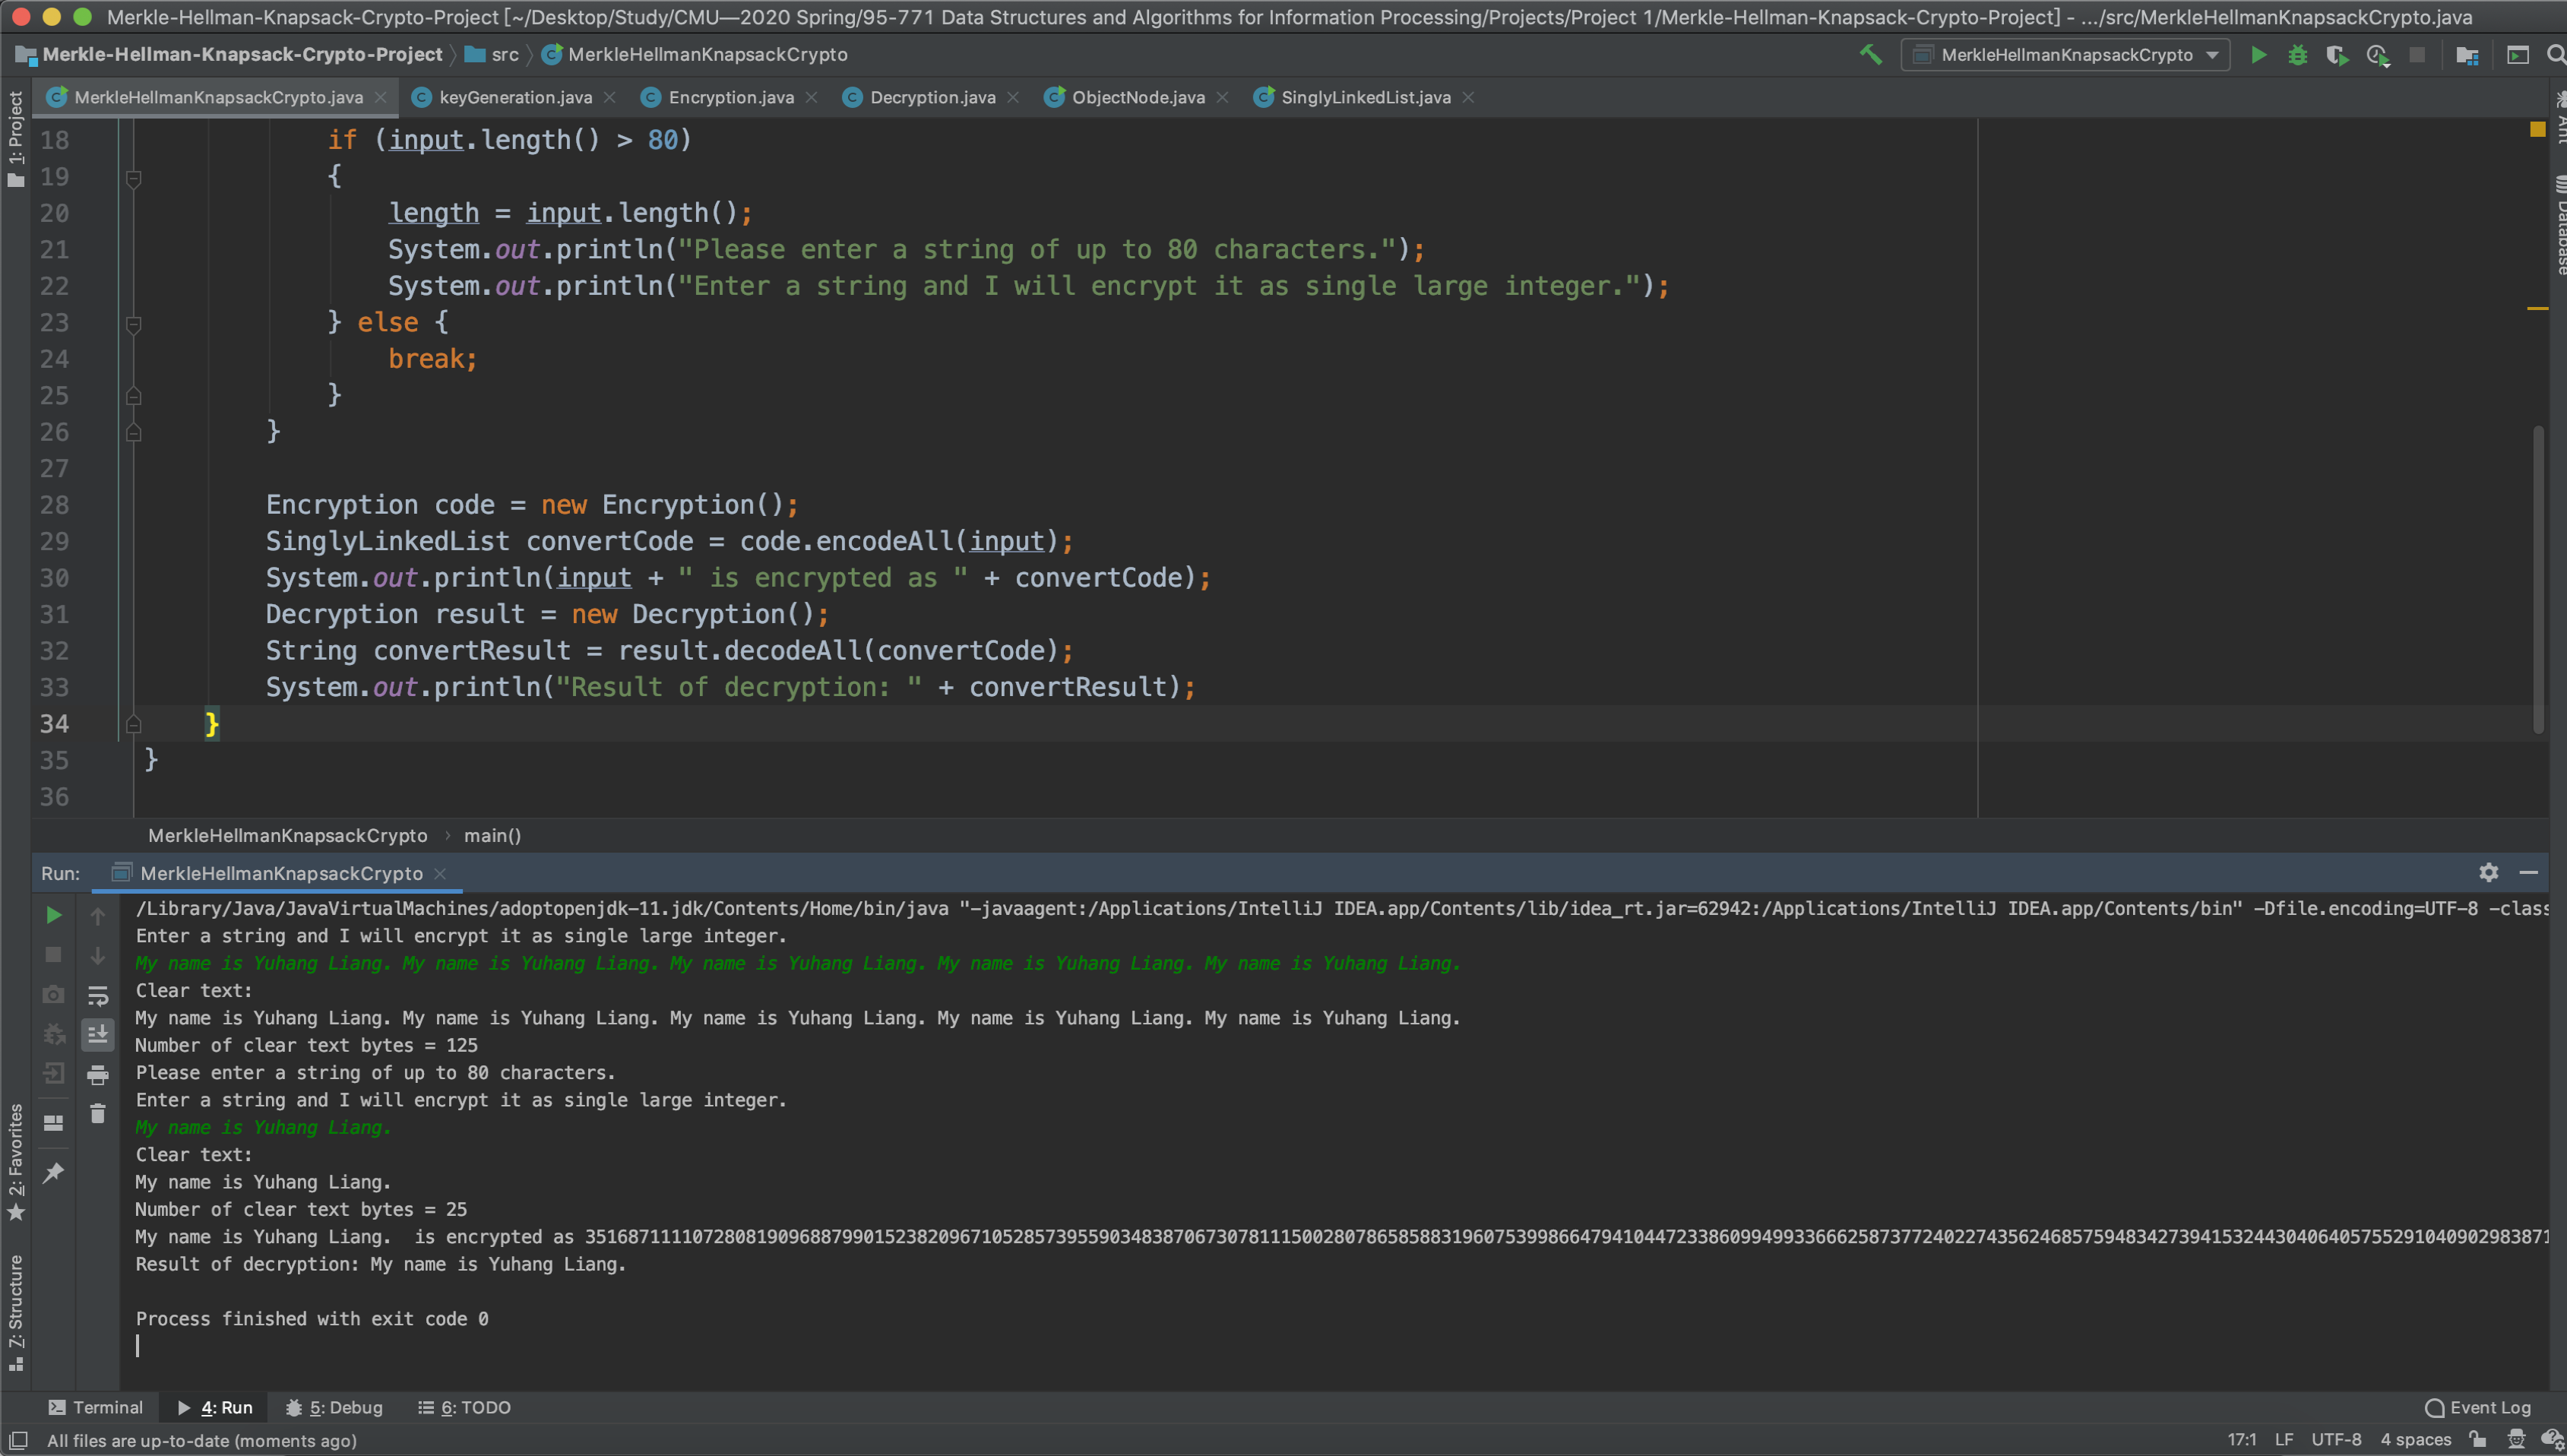 Merkle-Hellman-Knapsack-Crypto-Project [~/Desktop/Study/CMU—2020 Spring/95-771 Data Structures and Algorithms for Information Processing/Projects/Project 1/Merkle-Hellman-Knapsack-Crypto-Project] - .../src/MerkleHellmanKnapsackCrypto.java
Merkle-Hellman-Knapsack-Crypto-Project src MerkleHellmanKnapsackCrypto MerkleHellmanKnapsackCrypto
MerkleHellmanKnapsackCrypto.java keyGeneration.java Encryption.java Decryption.java ObjectNode.java SinglyLinkedList.java
1: Project
Ant
Database
18 if (input.length() > 80)
19 {
20 length = input.length();
21 System.out.println("Please enter a string of up to 80 characters.");
22 System.out.println("Enter a string and I will encrypt it as single large integer.");
23 } else {
24 break;
25 }
26 }
27
28 Encryption code = new Encryption();
29 SinglyLinkedList convertCode = code.encodeAll(input);
30 System.out.println(input + " is encrypted as " + convertCode);
31 Decryption result = new Decryption();
32 String convertResult = result.decodeAll(convertCode);
33 System.out.println("Result of decryption: " + convertResult);
34 }
35 }
36
MerkleHellmanKnapsackCrypto › main()
Run: MerkleHellmanKnapsackCrypto
/Library/Java/JavaVirtualMachines/adoptopenjdk-11.jdk/Contents/Home/bin/java "-javaagent:/Applications/IntelliJ IDEA.app/Contents/lib/idea_rt.jar=62942:/Applications/IntelliJ IDEA.app/Contents/bin" -Dfile.encoding=UTF-8 -class
Enter a string and I will encrypt it as single large integer.
My name is Yuhang Liang. My name is Yuhang Liang. My name is Yuhang Liang. My name is Yuhang Liang. My name is Yuhang Liang.
Clear text:
My name is Yuhang Liang. My name is Yuhang Liang. My name is Yuhang Liang. My name is Yuhang Liang. My name is Yuhang Liang.
Number of clear text bytes = 125
Please enter a string of up to 80 characters.
Enter a string and I will encrypt it as single large integer.
My name is Yuhang Liang.
Clear text:
My name is Yuhang Liang.
Number of clear text bytes = 25
My name is Yuhang Liang.  is encrypted as
Result of decryption: My name is Yuhang Liang.
Process finished with exit code 0
2: Favorites
Z: Structure
Terminal 4: Run 5: Debug 6: TODO Event Log
All files are up-to-date (moments ago) 17:1 LF UTF-8 4 spaces